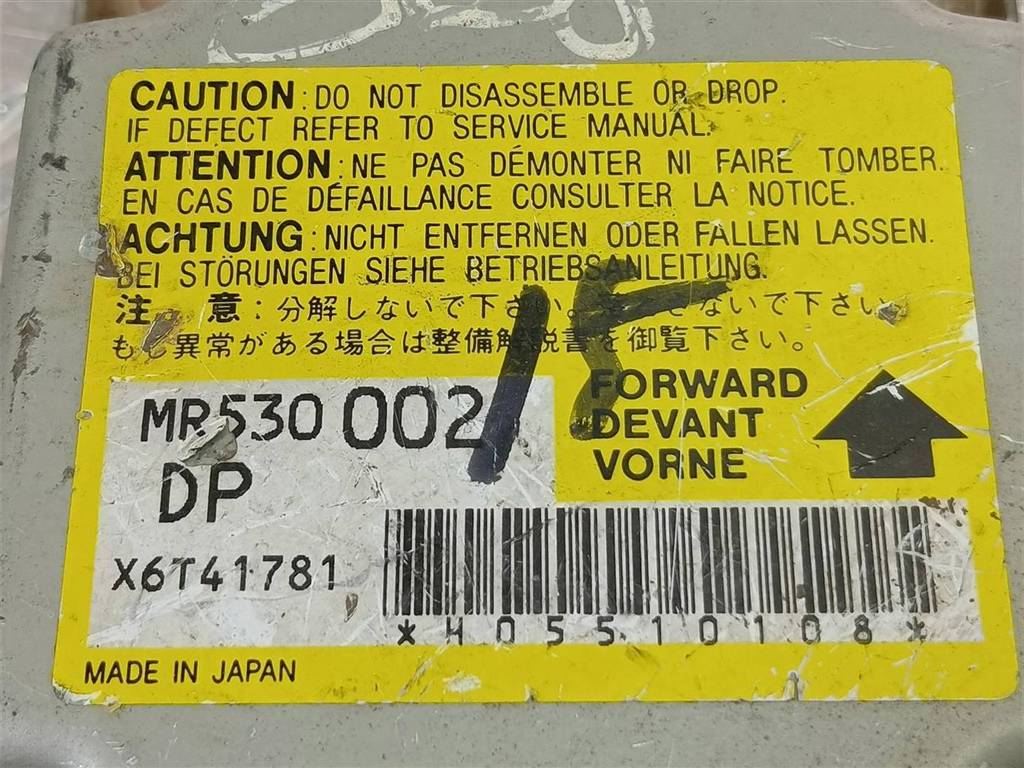 CAUTION : DO NOT DISASSEMBLE OR DROP.
IF DEFECT REFER TO SERVICE MANUAL.
ATTENTION : NE PAS DÉMONTER NI FAIRE TOMBER.
EN CAS DE DÉFAILLANCE CONSULTER LA NOTICE.
ACHTUNG : NICHT ENTFERNEN ODER FALLEN LASSEN.
BEI STÖRUNGEN SIEHE BETRIEBSANLEITUNG.
注 意 : 分解しないで下さい。落とさないで下さい。
もし異常がある場合は整備解説書を御覧下さい。
MR530 002
DP
X6T41781
FORWARD
DEVANT
VORNE
*H05510108*
MADE IN JAPAN